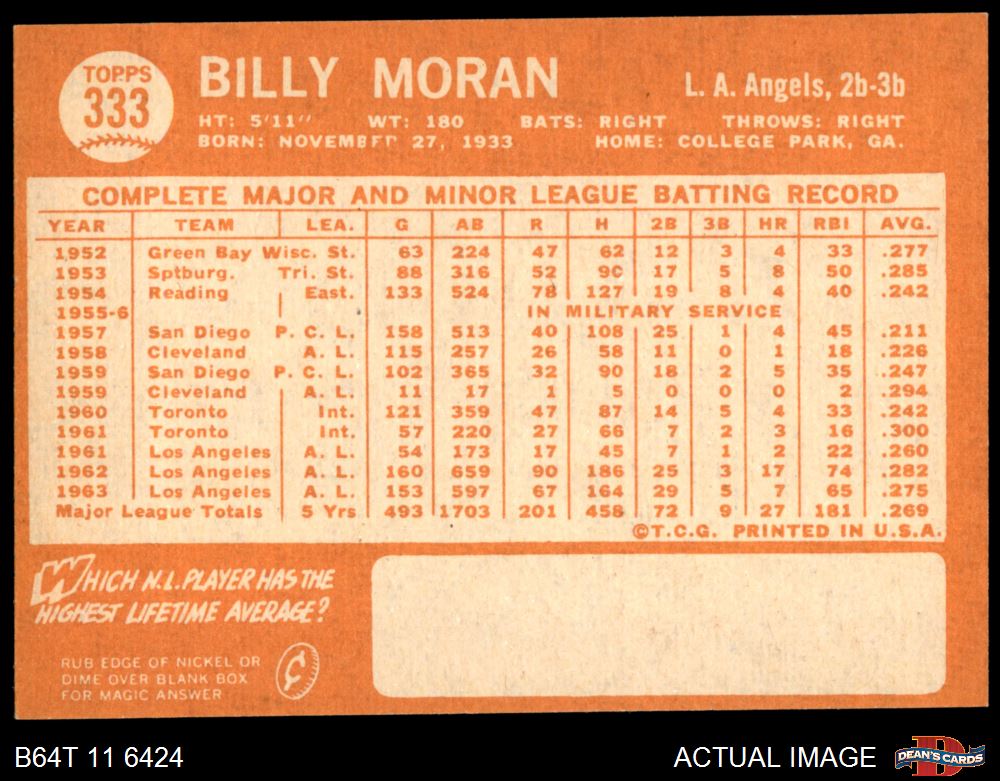 TOPPS
333
BILLY MORAN
L. A. Angels, 2b-3b
HT: 5'11" WT: 180 BATS: RIGHT THROWS: RIGHT
BORN: NOVEMBER 27, 1933 HOME: COLLEGE PARK, GA.
COMPLETE MAJOR AND MINOR LEAGUE BATTING RECORD
YEAR TEAM LEA. G AB R H 2B 3B HR RBI AVG.
1952 Green Bay Wisc. St. 63 224 47 62 12 3 4 33 .277
1953 Sptburg. Tri. St. 88 316 52 90 17 5 8 50 .285
1954 Reading East. 133 524 78 127 19 8 4 40 .242
1955-6 IN MILITARY SERVICE
1957 San Diego P. C. L. 158 513 40 108 25 1 4 45 .211
1958 Cleveland A. L. 115 257 26 58 11 0 1 18 .226
1959 San Diego P. C. L. 102 365 32 90 18 2 5 35 .247
1959 Cleveland A. L. 11 17 1 5 0 0 0 2 .294
1960 Toronto Int. 121 359 47 87 14 5 4 33 .242
1961 Toronto Int. 57 220 27 66 7 2 3 16 .300
1961 Los Angeles A. L. 54 173 17 45 7 1 2 22 .260
1962 Los Angeles A. L. 160 659 90 186 25 3 17 74 .282
1963 Los Angeles A. L. 153 597 67 164 29 5 7 65 .275
Major League Totals 5 Yrs 493 1703 201 458 72 9 27 181 .269
©T.C.G. PRINTED IN U.S.A.
WHICH N.L. PLAYER HAS THE
HIGHEST LIFETIME AVERAGE?
RUB EDGE OF NICKEL OR
DIME OVER BLANK BOX
FOR MAGIC ANSWER
B64T 11 6424
ACTUAL IMAGE
DEAN'S CARDS